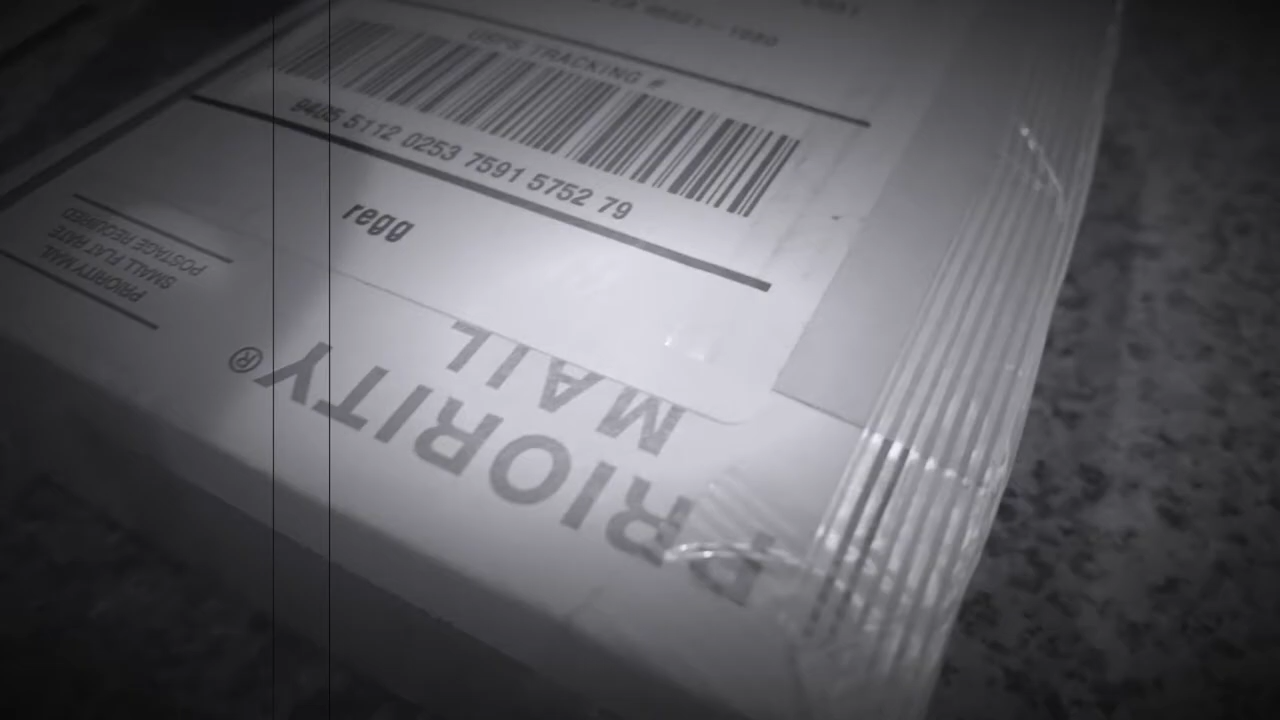 USPS TRACKING #
9405 5112 0253 7591 5752 79
regg
PRIORITY MAIL
SMALL FLAT RATE
POSTAGE REQUIRED
PRIORITY®
MAIL